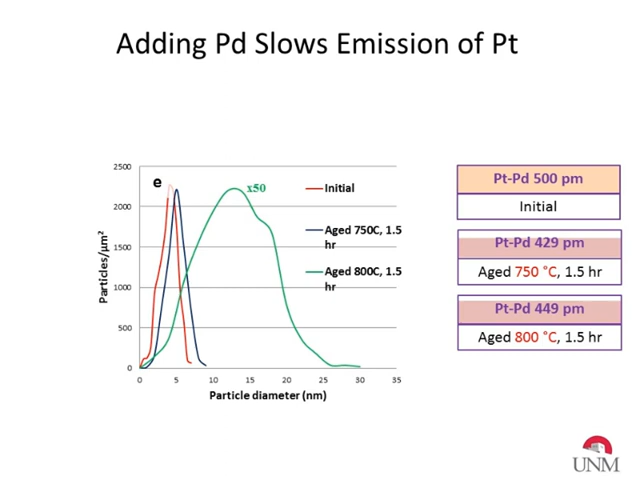 Adding Pd Slows Emission of Pt
e
x50
Particles/µm²
2500
2000
1500
1000
500
0
0 5 10 15 20 25 30 35
Particle diameter (nm)
Initial
Aged 750C, 1.5
hr
Aged 800C, 1.5
hr
Pt-Pd 500 pm
Initial
Pt-Pd 429 pm
Aged 750 °C, 1.5 hr
Pt-Pd 449 pm
Aged 800 °C, 1.5 hr
UNM